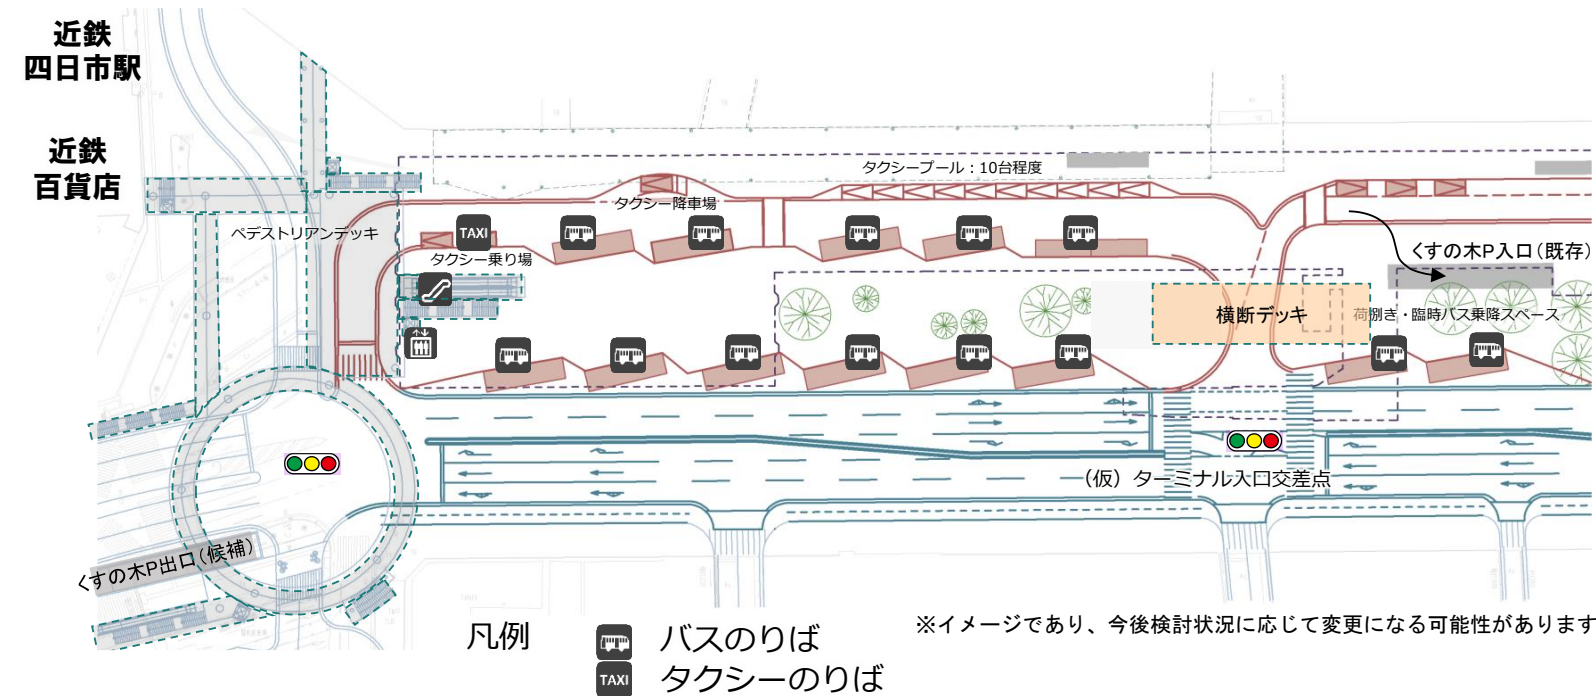 近鉄
四日市駅
近鉄
百貨店
タクシープール：10台程度
タクシー降車場
ペデストリアンデッキ
TAXI
タクシー乗り場
くすの木P入口（既存）
横断デッキ
荷捌き・臨時バス乗降スペース
（仮）ターミナル入口交差点
くすの木P出口（候補）
凡例
バスのりば
TAXI
タクシーのりば
※イメージであり、今後検討状況に応じて変更になる可能性があります